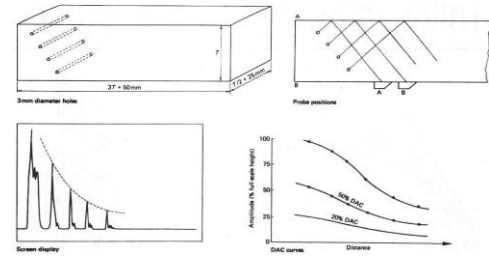 T
37 + 50mm
T/2 + 25mm
3mm diameter holes
A
B
A
B
Probe positions
Screen display
Amplitude (% full-scale height)
100
75
50
25
0
50% DAC
20% DAC
Distance
DAC curves